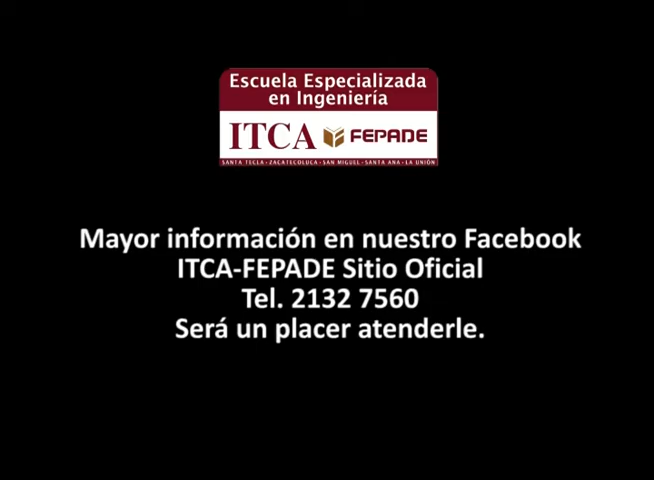 Escuela Especializada
en Ingeniería
ITCA FEPADE
SANTA TECLA • ZACATECOLUCA • SAN MIGUEL • SANTA ANA • LA UNIÓN
Mayor información en nuestro Facebook
ITCA-FEPADE Sitio Oficial
Tel. 2132 7560
Será un placer atenderle.